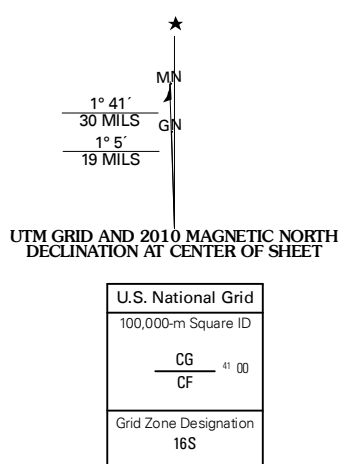 ★
MN
1° 41´
30 MILS
GN
1° 5´
19 MILS
UTM GRID AND 2010 MAGNETIC NORTH
DECLINATION AT CENTER OF SHEET
U.S. National Grid
100,000-m Square ID
CG
41 00
CF
Grid Zone Designation
16S